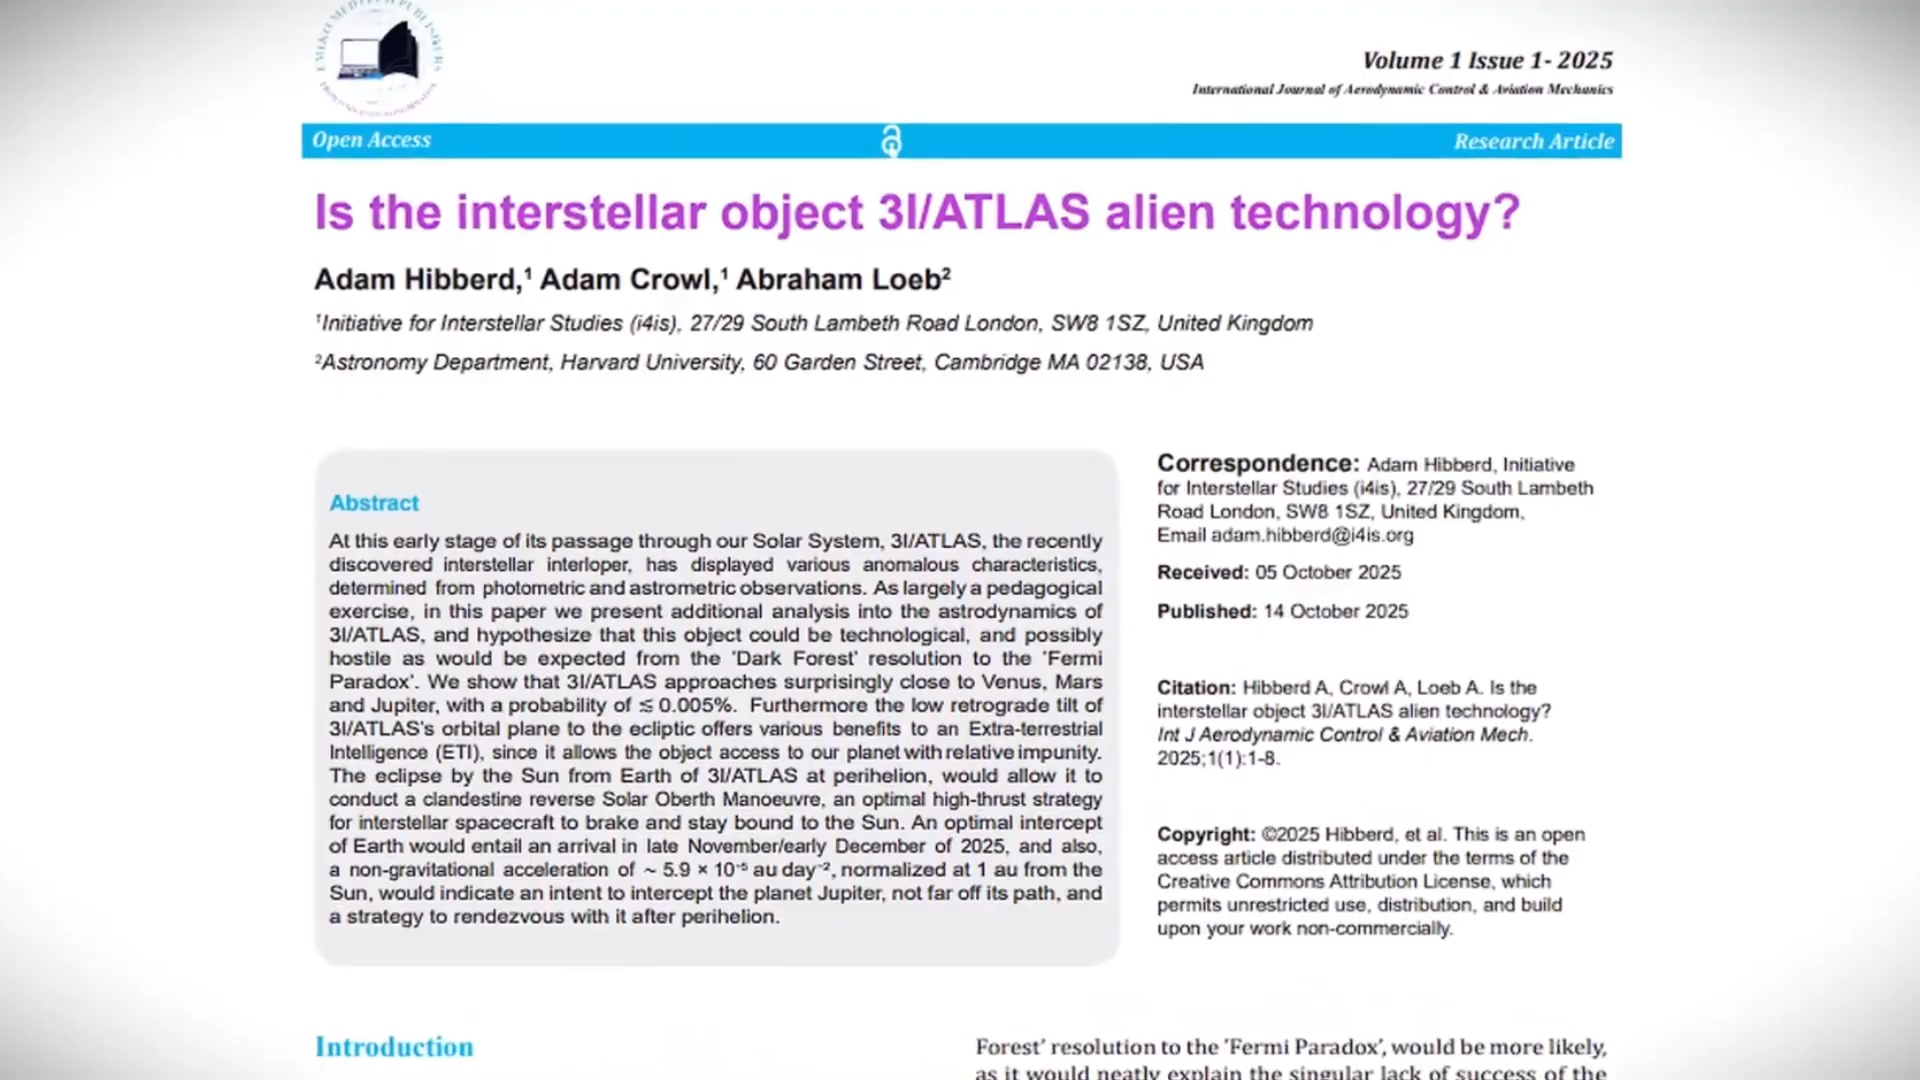 Volume 1 Issue 1- 2025
International Journal of Aerodynamic Control & Aviation Mechanics
Open Access
Research Article
Is the interstellar object 3I/ATLAS alien technology?
Adam Hibberd,¹ Adam Crowl,¹ Abraham Loeb²
¹Initiative for Interstellar Studies (i4is), 27/29 South Lambeth Road London, SW8 1SZ, United Kingdom
²Astronomy Department, Harvard University, 60 Garden Street, Cambridge MA 02138, USA
Abstract
At this early stage of its passage through our Solar System, 3I/ATLAS, the recently
discovered interstellar interloper, has displayed various anomalous characteristics,
determined from photometric and astrometric observations. As largely a pedagogical
exercise, in this paper we present additional analysis into the astrodynamics of
3I/ATLAS, and hypothesize that this object could be technological, and possibly
hostile as would be expected from the 'Dark Forest' resolution to the 'Fermi
Paradox'. We show that 3I/ATLAS approaches surprisingly close to Venus, Mars
and Jupiter, with a probability of ≤ 0.005%. Furthermore the low retrograde tilt of
3I/ATLAS's orbital plane to the ecliptic offers various benefits to an Extra-terrestrial
Intelligence (ETI), since it allows the object access to our planet with relative impunity.
The eclipse by the Sun from Earth of 3I/ATLAS at perihelion, would allow it to
conduct a clandestine reverse Solar Oberth Manoeuvre, an optimal high-thrust strategy
for interstellar spacecraft to brake and stay bound to the Sun. An optimal intercept
of Earth would entail an arrival in late November/early December of 2025, and also,
a non-gravitational acceleration of ~ 5.9 × 10⁻⁵ au day⁻², normalized at 1 au from the
Sun, would indicate an intent to intercept the planet Jupiter, not far off its path, and
a strategy to rendezvous with it after perihelion.
Correspondence: Adam Hibberd, Initiative
for Interstellar Studies (i4is), 27/29 South Lambeth
Road London, SW8 1SZ, United Kingdom,
Email adam.hibberd@i4is.org
Received: 05 October 2025
Published: 14 October 2025
Citation: Hibberd A, Crowl A, Loeb A. Is the
interstellar object 3I/ATLAS alien technology?
Int J Aerodynamic Control & Aviation Mech.
2025;1(1):1-8.
Copyright: ©2025 Hibberd, et al. This is an open
access article distributed under the terms of the
Creative Commons Attribution License, which
permits unrestricted use, distribution, and build
upon your work non-commercially.
Introduction
Forest' resolution to the 'Fermi Paradox', would be more likely,
as it would neatly explain the singular lack of success of the